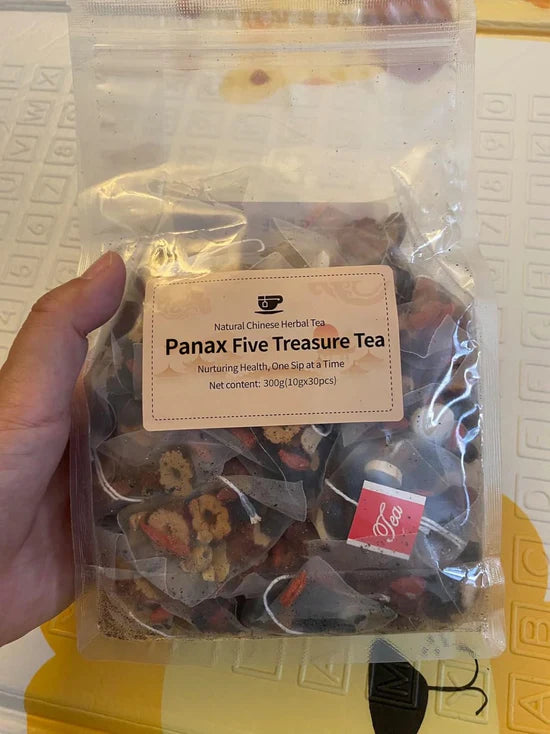 Natural Chinese Herbal Tea
Panax Five Treasure Tea
Nurturing Health, One Sip at a Time
Net content: 300g(10gx30pcs)
Tea